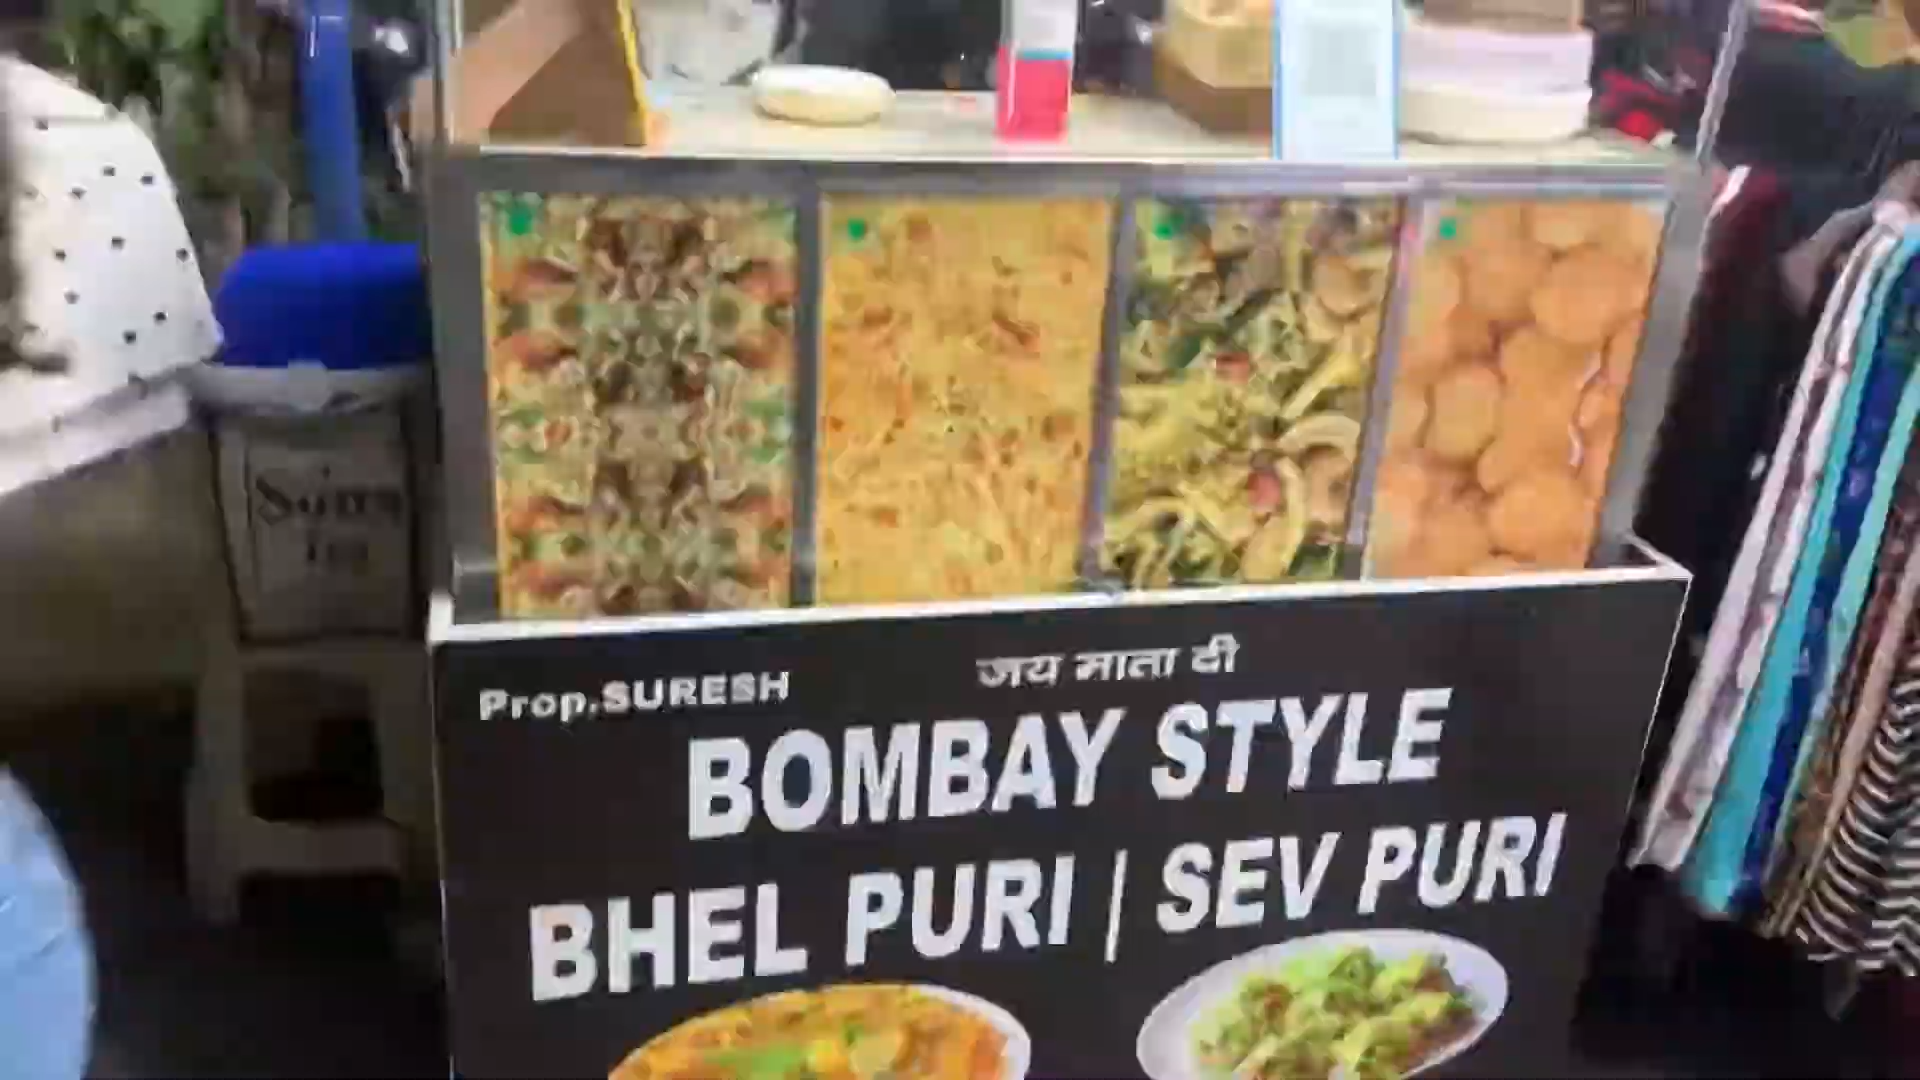 Prop.SURESH
जय माता दी
BOMBAY STYLE
BHEL PURI | SEV PURI